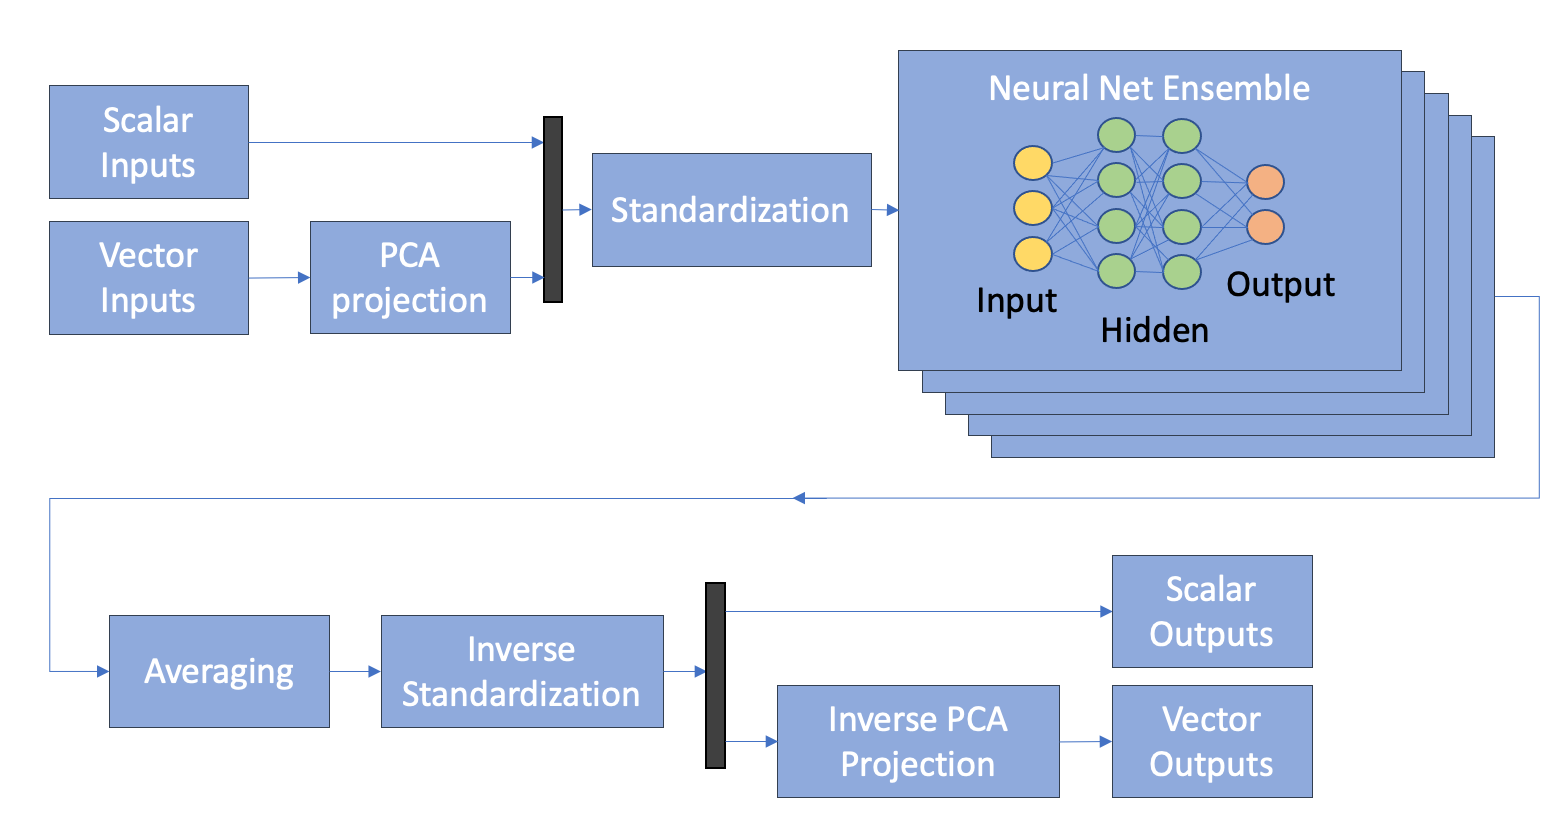 Scalar
Inputs
Vector
Inputs
PCA
projection
Standardization
Neural Net Ensemble
Input
Hidden
Output
Averaging
Inverse
Standardization
Scalar
Outputs
Inverse PCA
Projection
Vector
Outputs